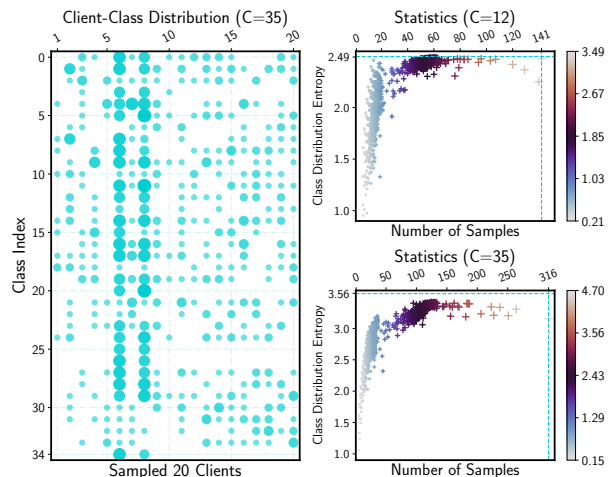 Client-Class Distribution (C=35)
1 5 10 15 20
0
5
10
15
20
25
30
34
Class Index
Sampled 20 Clients
Statistics (C=12)
0 20 40 60 80 100 120 141
2.49
2.0
1.5
1.0
Class Distribution Entropy
Number of Samples
3.49
2.67
1.85
1.03
0.21
Statistics (C=35)
0 50 100 150 200 250 316
3.56
3.0
2.5
2.0
1.5
1.0
Class Distribution Entropy
Number of Samples
4.70
3.56
2.43
1.29
0.15